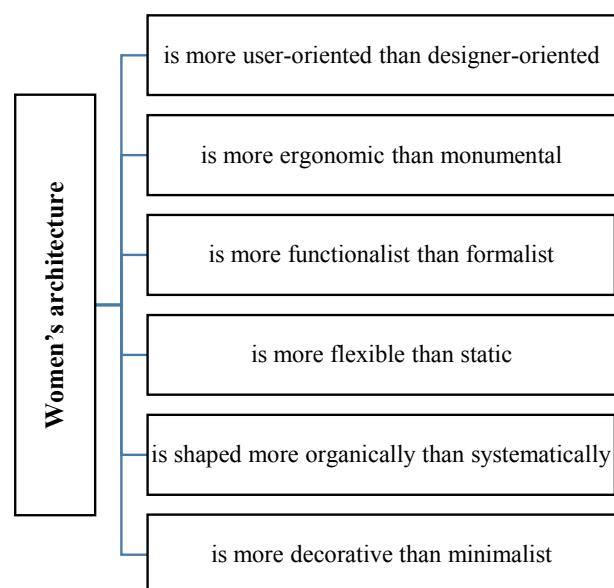 Women’s architecture
is more user-oriented than designer-oriented
is more ergonomic than monumental
is more functionalist than formalist
is more flexible than static
is shaped more organically than systematically
is more decorative than minimalist